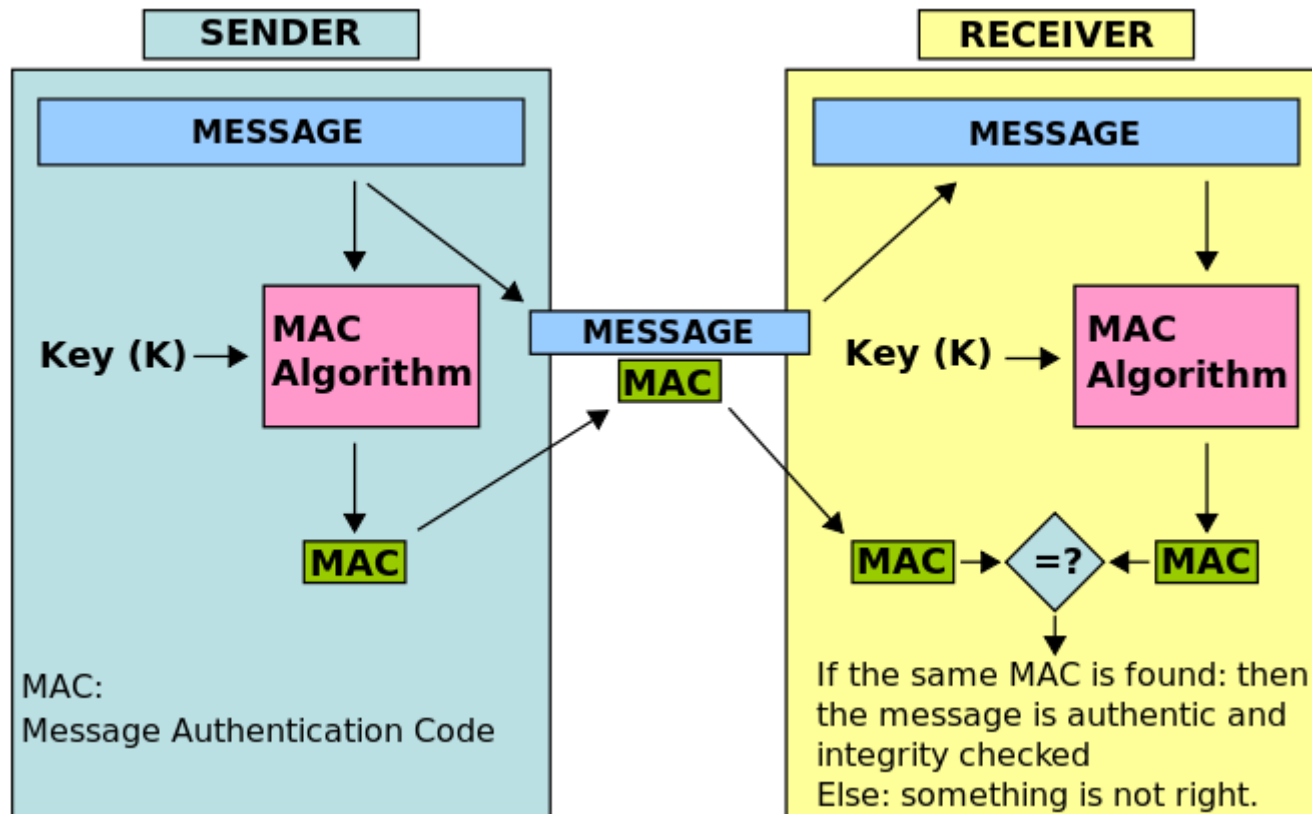 SENDER
MESSAGE
Key (K)
MAC
Algorithm
MAC
MAC:
Message Authentication Code
MESSAGE
MAC
RECEIVER
MESSAGE
Key (K)
MAC
Algorithm
MAC
=?
MAC
If the same MAC is found: then
the message is authentic and
integrity checked
Else: something is not right.